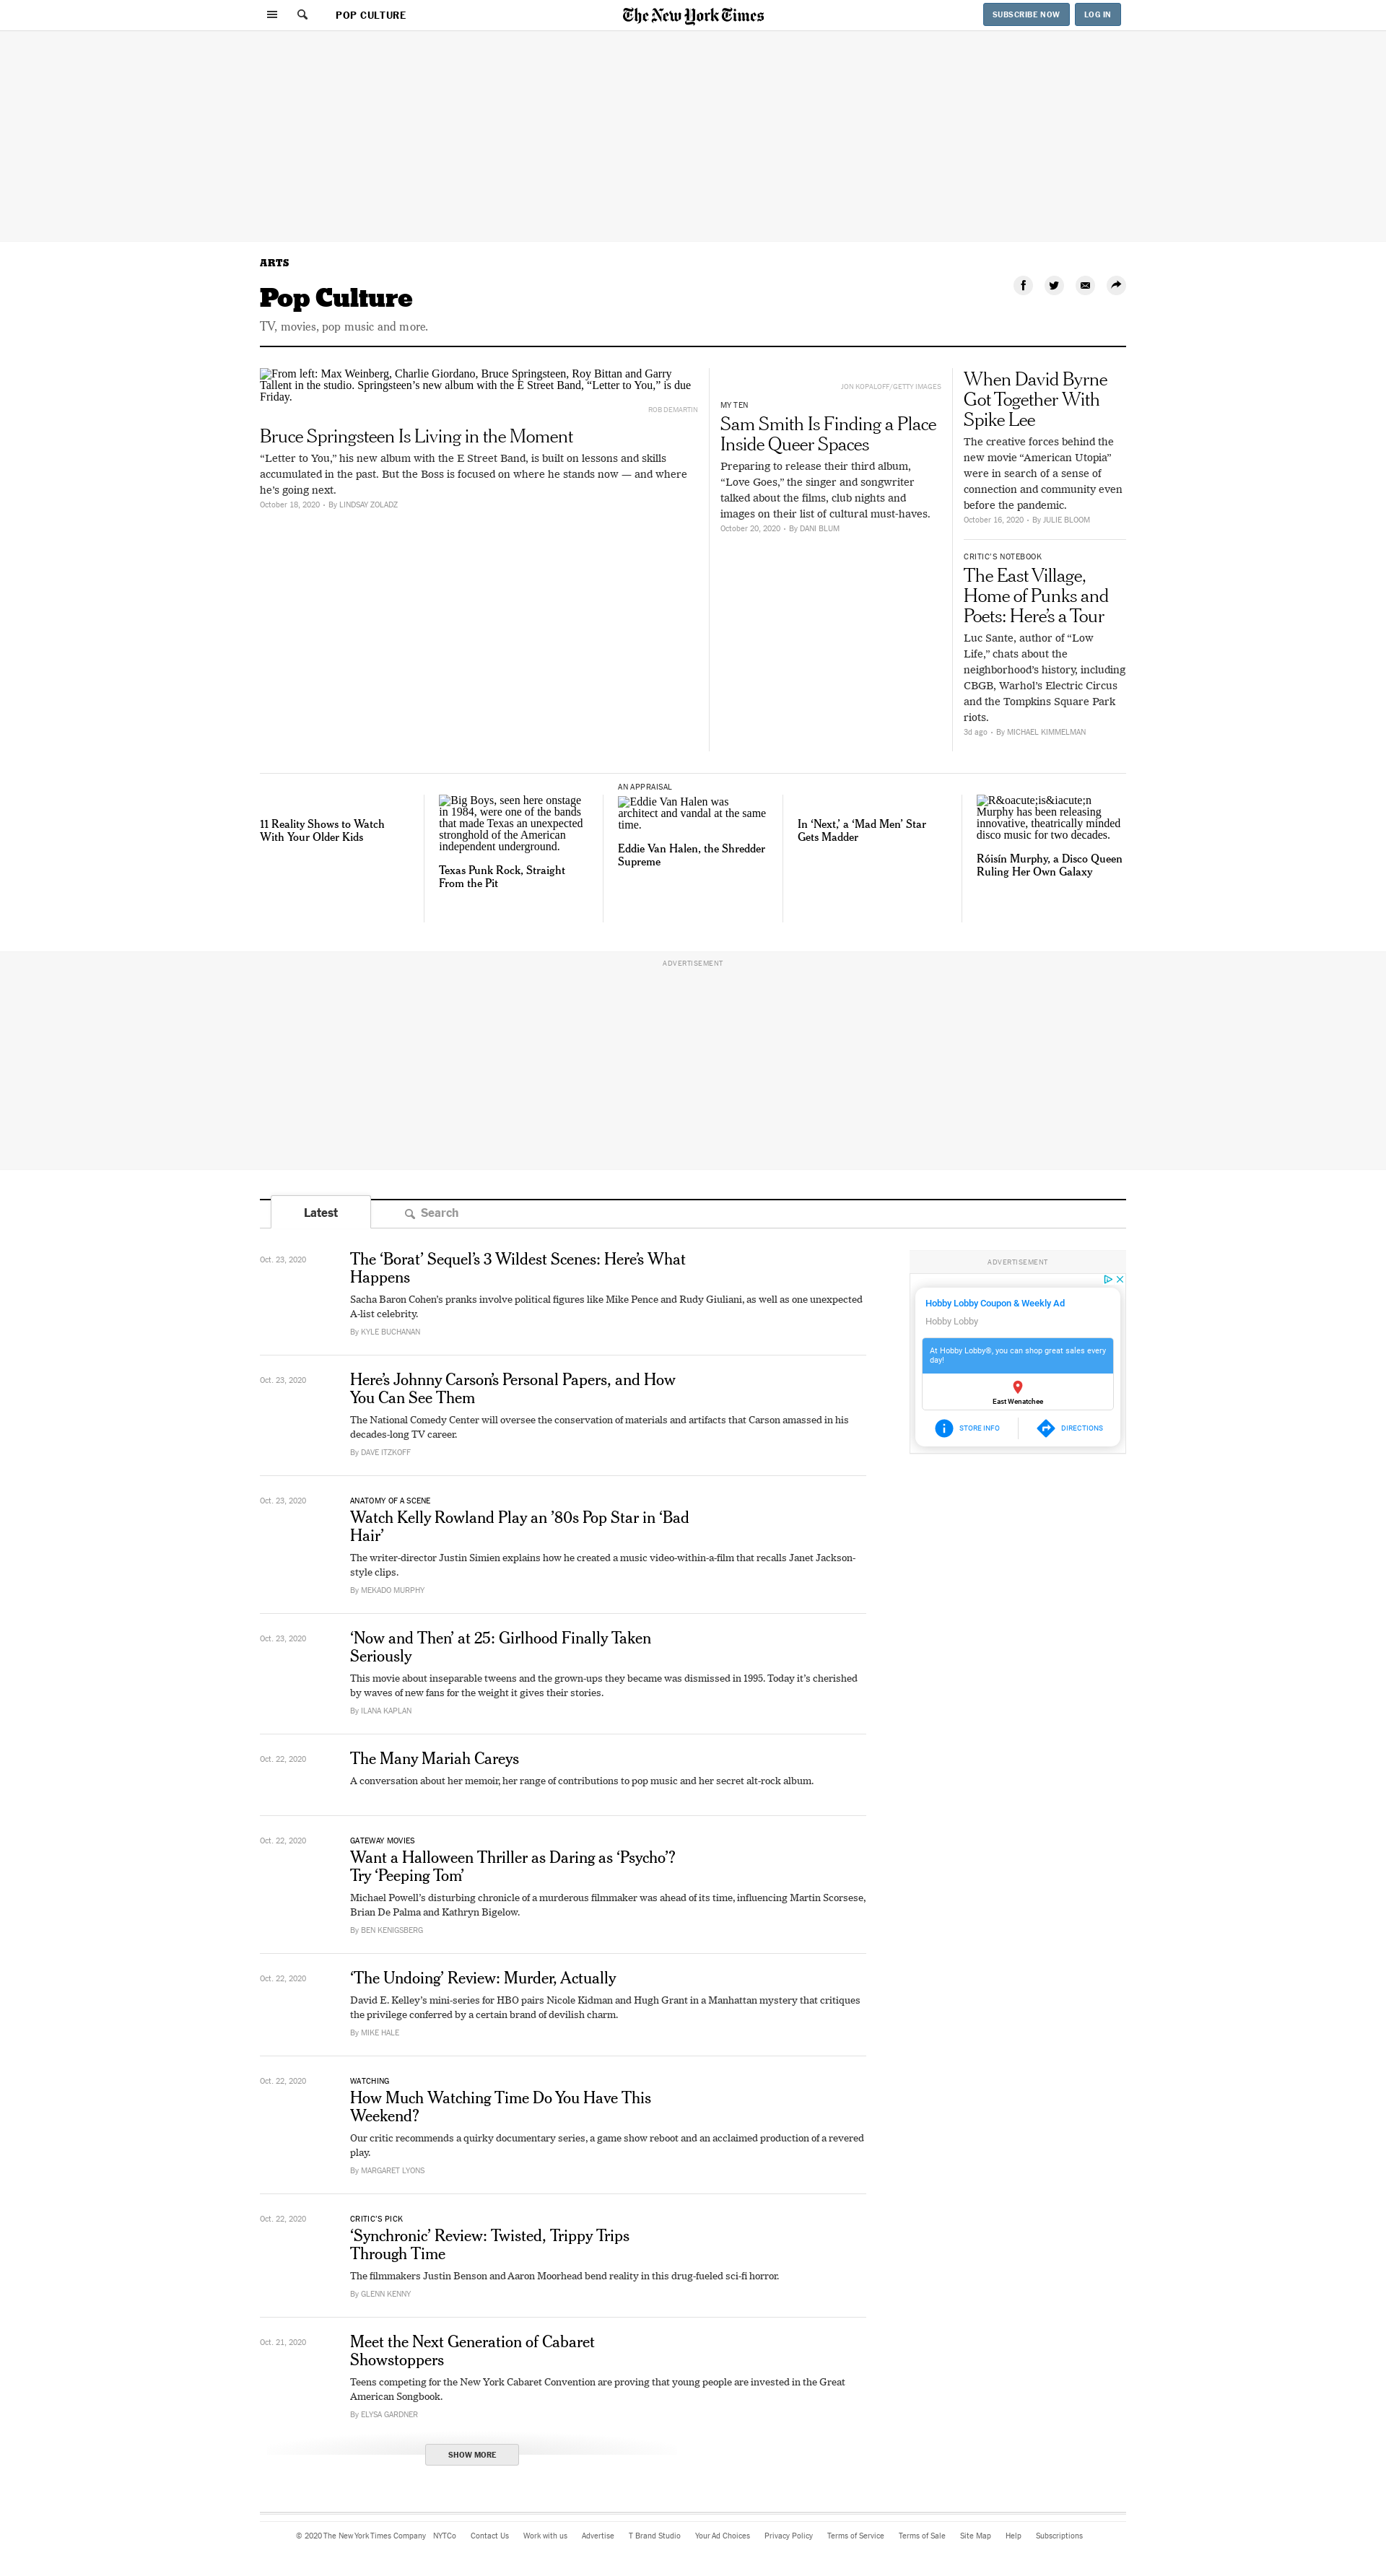 POP CULTURE
The New York Times
SUBSCRIBE NOW
LOG IN
ARTS
Pop Culture
TV, movies, pop music and more.
From left: Max Weinberg, Charlie Giordano, Bruce Springsteen, Roy Bittan and Garry
Tallent in the studio. Springsteen’s new album with the E Street Band, “Letter to You,” is due
Friday.
ROB DEMARTIN
Bruce Springsteen Is Living in the Moment
“Letter to You,” his new album with the E Street Band, is built on lessons and skills
accumulated in the past. But the Boss is focused on where he stands now — and where
he’s going next.
October 18, 2020 • By LINDSAY ZOLADZ
JON KOPALOFF/GETTY IMAGES
MY TEN
Sam Smith Is Finding a Place
Inside Queer Spaces
Preparing to release their third album,
“Love Goes,” the singer and songwriter
talked about the films, club nights and
images on their list of cultural must-haves.
October 20, 2020 • By DANI BLUM
When David Byrne
Got Together With
Spike Lee
The creative forces behind the
new movie “American Utopia”
were in search of a sense of
connection and community even
before the pandemic.
October 16, 2020 • By JULIE BLOOM
CRITIC’S NOTEBOOK
The East Village,
Home of Punks and
Poets: Here’s a Tour
Luc Sante, author of “Low
Life,” chats about the
neighborhood’s history, including
CBGB, Warhol’s Electric Circus
and the Tompkins Square Park
riots.
3d ago • By MICHAEL KIMMELMAN
11 Reality Shows to Watch
With Your Older Kids
Big Boys, seen here onstage
in 1984, were one of the bands
that made Texas an unexpected
stronghold of the American
independent underground.
Texas Punk Rock, Straight
From the Pit
AN APPRAISAL
Eddie Van Halen was
architect and vandal at the same
time.
Eddie Van Halen, the Shredder
Supreme
In ‘Next,’ a ‘Mad Men’ Star
Gets Madder
R&oacute;is&iacute;n
Murphy has been releasing
innovative, theatrically minded
disco music for two decades.
Róisín Murphy, a Disco Queen
Ruling Her Own Galaxy
ADVERTISEMENT
Latest
Search
Oct. 23, 2020
The ‘Borat’ Sequel’s 3 Wildest Scenes: Here’s What
Happens
Sacha Baron Cohen’s pranks involve political figures like Mike Pence and Rudy Giuliani, as well as one unexpected
A-list celebrity.
By KYLE BUCHANAN
Oct. 23, 2020
Here’s Johnny Carson’s Personal Papers, and How
You Can See Them
The National Comedy Center will oversee the conservation of materials and artifacts that Carson amassed in his
decades-long TV career.
By DAVE ITZKOFF
Oct. 23, 2020
ANATOMY OF A SCENE
Watch Kelly Rowland Play an ’80s Pop Star in ‘Bad
Hair’
The writer-director Justin Simien explains how he created a music video-within-a-film that recalls Janet Jackson-
style clips.
By MEKADO MURPHY
Oct. 23, 2020
‘Now and Then’ at 25: Girlhood Finally Taken
Seriously
This movie about inseparable tweens and the grown-ups they became was dismissed in 1995. Today it’s cherished
by waves of new fans for the weight it gives their stories.
By ILANA KAPLAN
Oct. 22, 2020
The Many Mariah Careys
A conversation about her memoir, her range of contributions to pop music and her secret alt-rock album.
Oct. 22, 2020
GATEWAY MOVIES
Want a Halloween Thriller as Daring as ‘Psycho’?
Try ‘Peeping Tom’
Michael Powell’s disturbing chronicle of a murderous filmmaker was ahead of its time, influencing Martin Scorsese,
Brian De Palma and Kathryn Bigelow.
By BEN KENIGSBERG
Oct. 22, 2020
‘The Undoing’ Review: Murder, Actually
David E. Kelley’s mini-series for HBO pairs Nicole Kidman and Hugh Grant in a Manhattan mystery that critiques
the privilege conferred by a certain brand of devilish charm.
By MIKE HALE
Oct. 22, 2020
WATCHING
How Much Watching Time Do You Have This
Weekend?
Our critic recommends a quirky documentary series, a game show reboot and an acclaimed production of a revered
play.
By MARGARET LYONS
Oct. 22, 2020
CRITIC’S PICK
‘Synchronic’ Review: Twisted, Trippy Trips
Through Time
The filmmakers Justin Benson and Aaron Moorhead bend reality in this drug-fueled sci-fi horror.
By GLENN KENNY
Oct. 21, 2020
Meet the Next Generation of Cabaret
Showstoppers
Teens competing for the New York Cabaret Convention are proving that young people are invested in the Great
American Songbook.
By ELYSA GARDNER
SHOW MORE
ADVERTISEMENT
Hobby Lobby Coupon & Weekly Ad
Hobby Lobby
At Hobby Lobby®, you can shop great sales every
day!
East Wenatchee
STORE INFO
DIRECTIONS
© 2020 The New York Times Company NYTCo Contact Us Work with us Advertise T Brand Studio Your Ad Choices Privacy Policy Terms of Service Terms of Sale Site Map Help Subscriptions